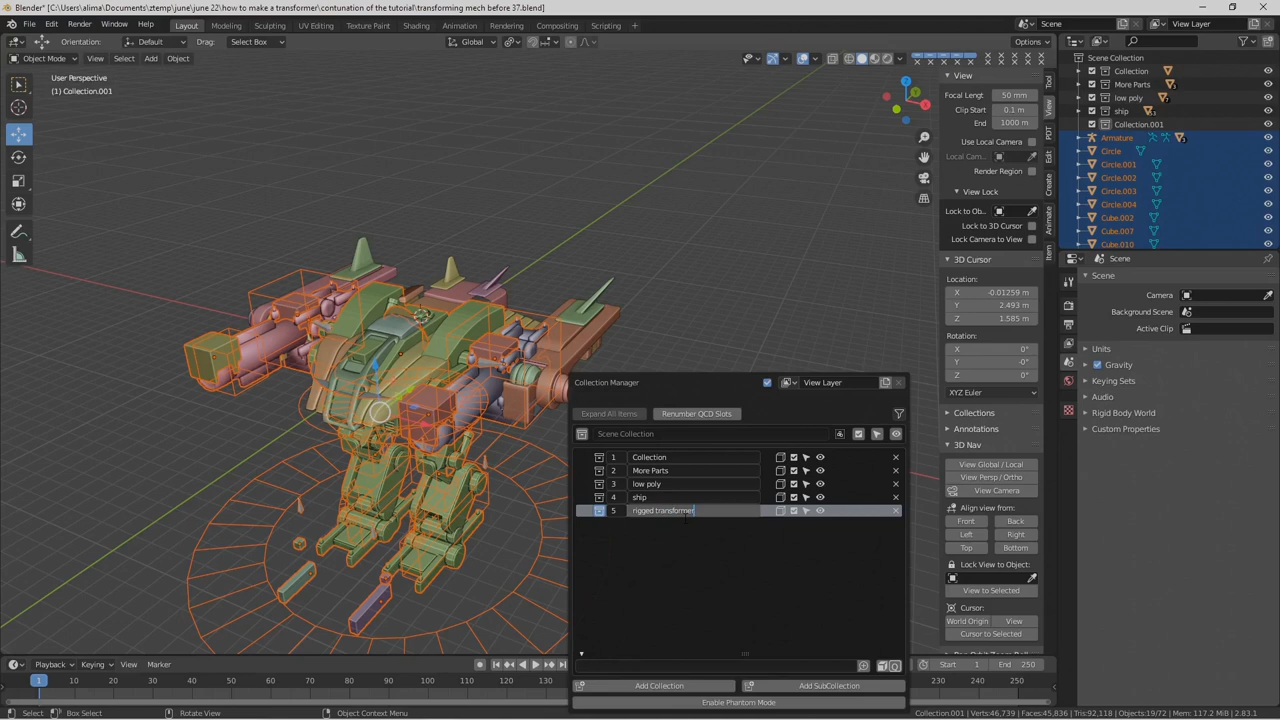 Blender* [C:\Users\alima\Documents\ztemp\june\june 22\how to make a transformer\contunation of the tutorial\transforming mech before 37.blend]
File Edit Render Window Help Layout Modeling Sculpting UV Editing Texture Paint Shading Animation Rendering Compositing Scripting Scene View Layer
Orientation: Default Drag: Select Box Global Options
Object Mode View Select Add Object
User Perspective
(1) Collection.001
View
Focal Lengt 50 mm
Clip Start 0.1 m
End 1000 m
Use Local Camera
Local Cam...
Render Region
View Lock
Lock to Ob...
Lock to 3D Cursor
Lock Camera to View
3D Cursor
Location:
X -0.01259 m
Y 2.493 m
Z 1.585 m
Rotation:
X 0°
Y -0°
Z 0°
XYZ Euler
Collections
Annotations
3D Nav
View Global / Local
View Persp / Ortho
View Camera
Align view from:
Front Back
Left Right
Top Bottom
Lock View to Object:
View to Selected
Cursor:
World Origin View
Cursor to Selected
Tool
View
PDT
Edit
Create
Animate
Item
Scene Collection
Collection
More Parts
low poly
ship
Collection.001
Armature
Circle
Circle.001
Circle.002
Circle.003
Circle.004
Cube.002
Cube.007
Cube.010
Scene
Scene
Camera
Background Scene
Active Clip
Units
Gravity
Keying Sets
Audio
Rigid Body World
Custom Properties
Collection Manager View Layer
Expand All Items Renumber QCD Slots
Scene Collection
1 Collection
2 More Parts
3 low poly
4 ship
5 rigged transformer
Add Collection Add SubCollection
Enable Phantom Mode
Playback Keying View Marker Start 1 End 250
1 10 20 30 40 50 60 70 80 90 100 110 120 130 230 240 250
Select Box Select Rotate View Object Context Menu Collection.001 | Verts:46,739 | Faces:45,836 | Tris:92,118 | Objects:19/72 | Mem: 117.2 MiB | 2.83.1